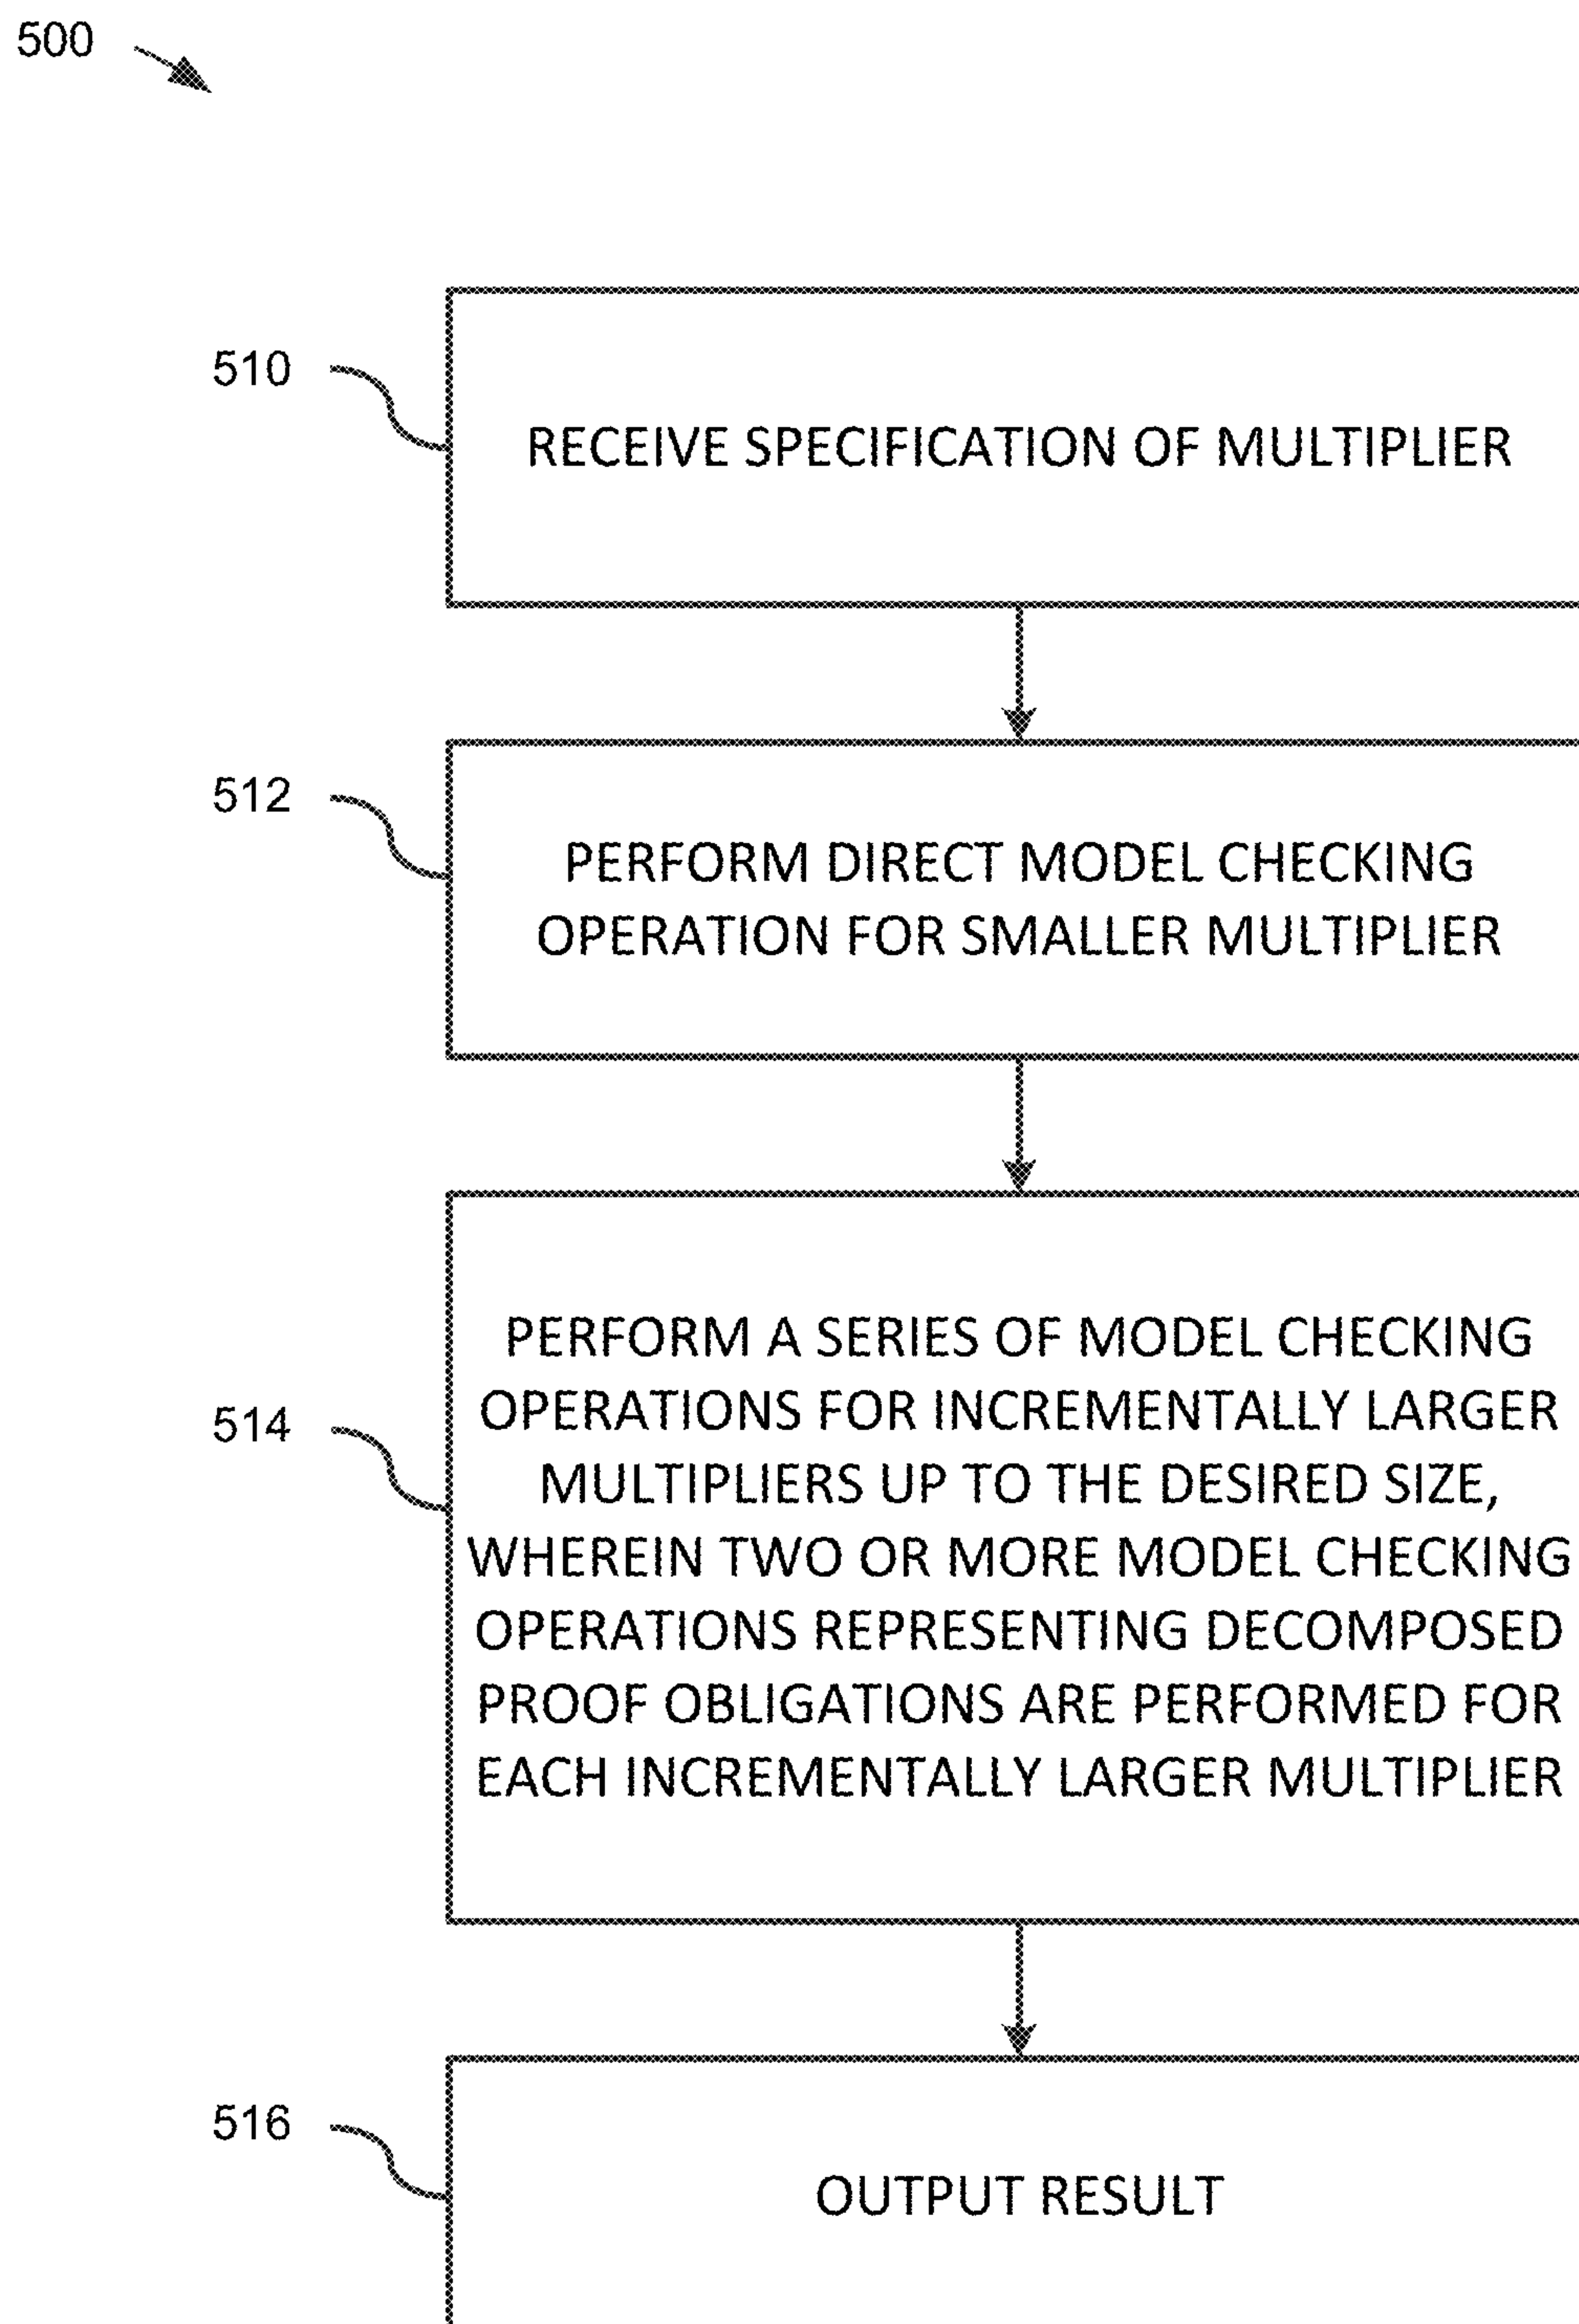 500
510
RECEIVE SPECIFICATION OF MULTIPLIER
512
PERFORM DIRECT MODEL CHECKING
OPERATION FOR SMALLER MULTIPLIER
514
PERFORM A SERIES OF MODEL CHECKING
OPERATIONS FOR INCREMENTALLY LARGER
MULTIPLIERS UP TO THE DESIRED SIZE,
WHEREIN TWO OR MORE MODEL CHECKING
OPERATIONS REPRESENTING DECOMPOSED
PROOF OBLIGATIONS ARE PERFORMED FOR
EACH INCREMENTALLY LARGER MULTIPLIER
516
OUTPUT RESULT